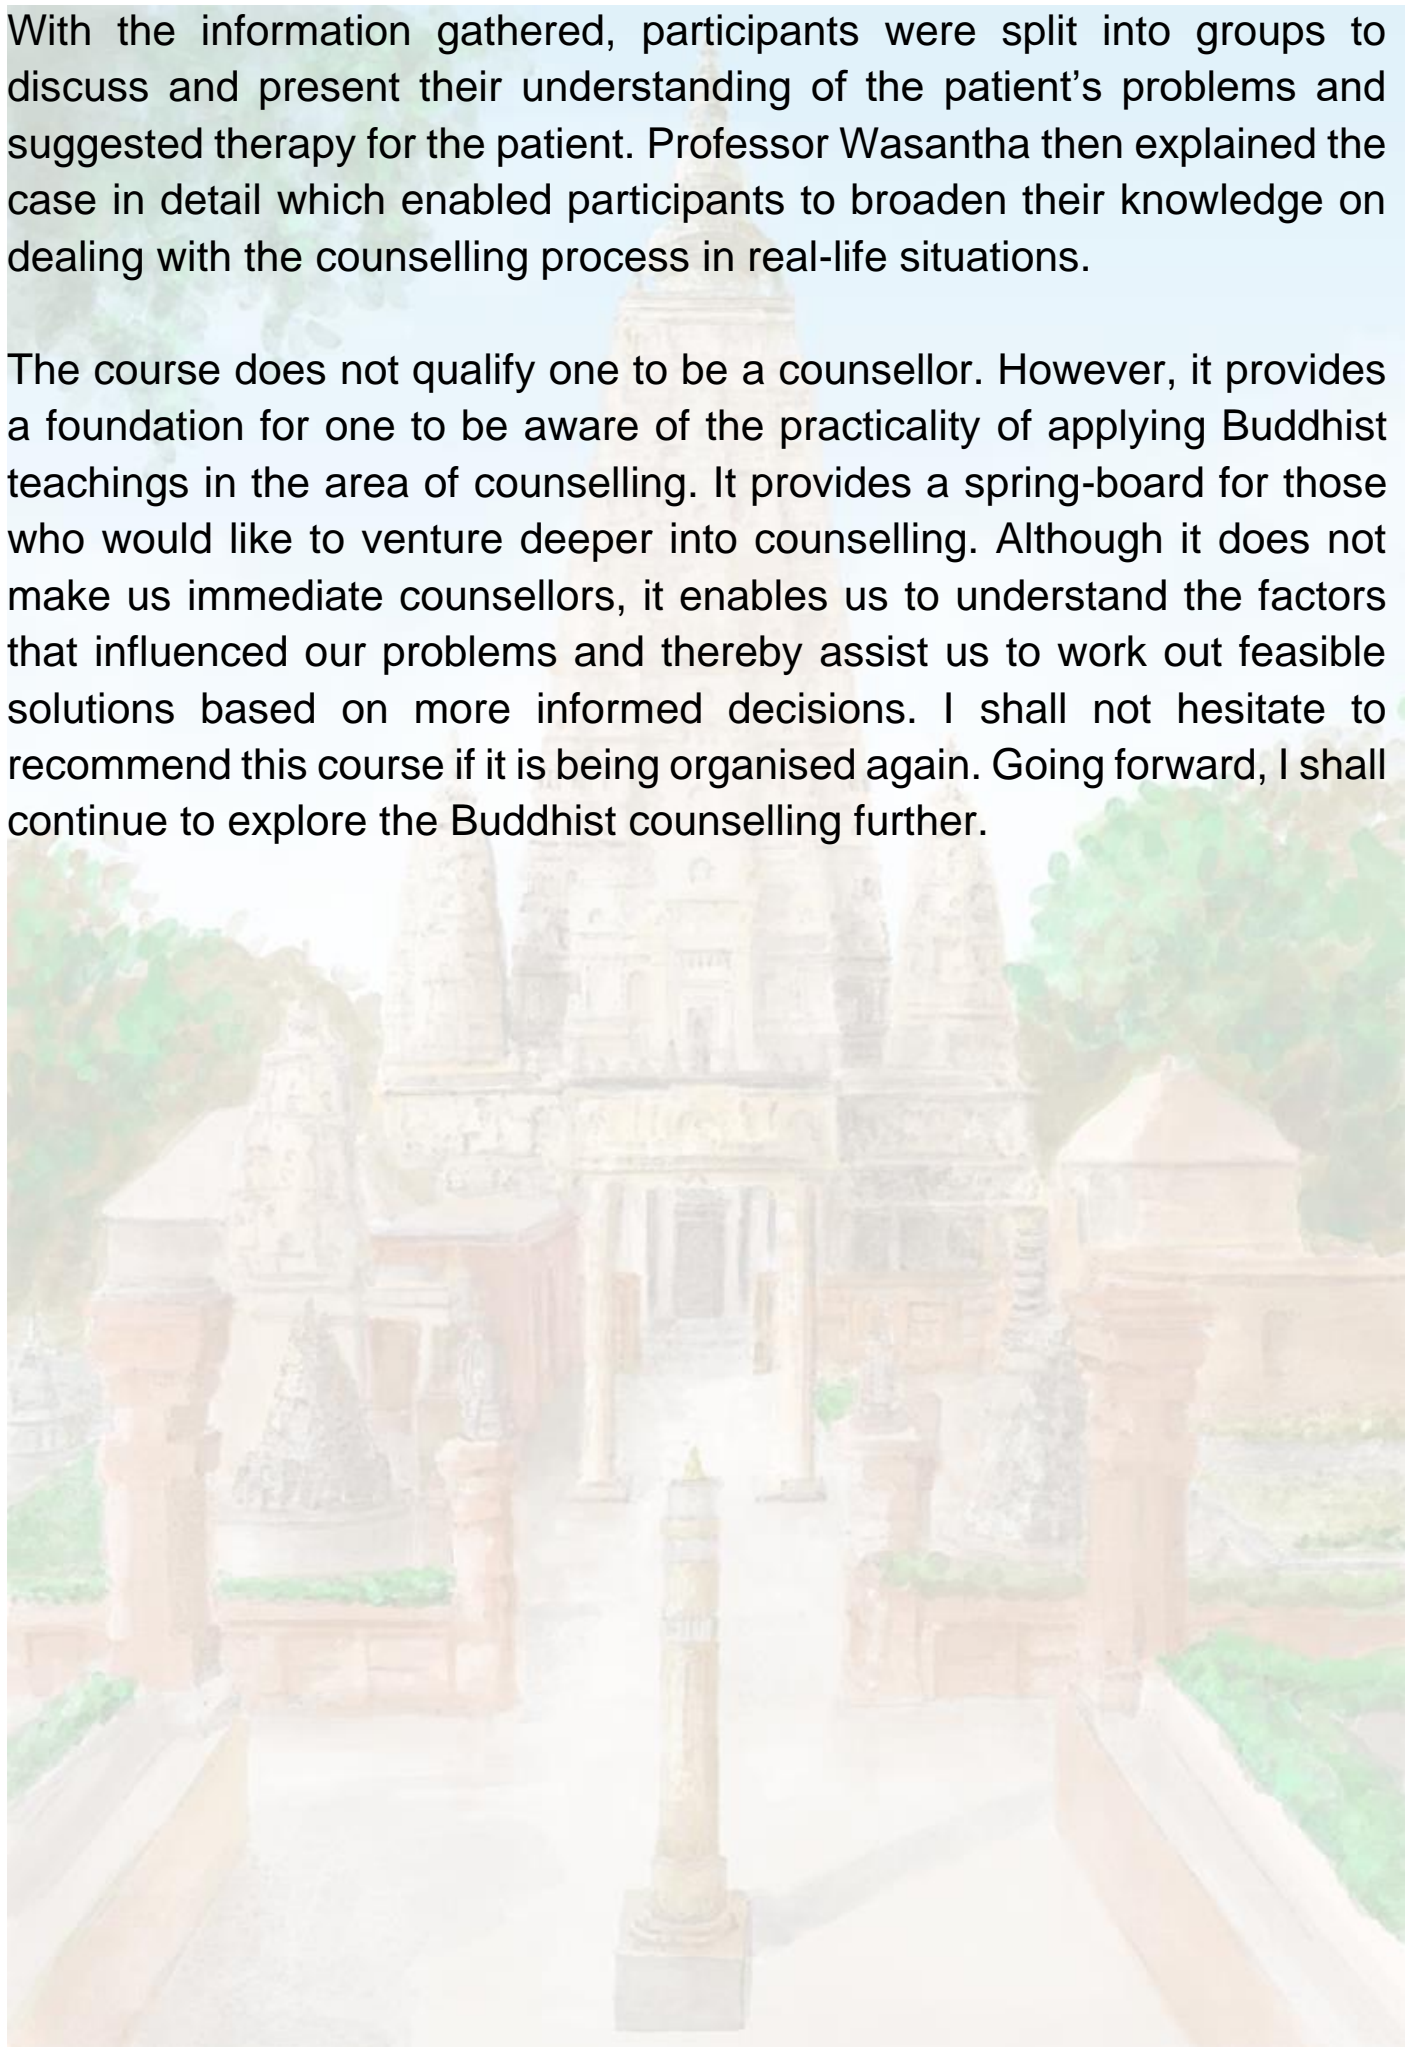 With the information gathered, participants were split into groups to
discuss and present their understanding of the patient’s problems and
suggested therapy for the patient. Professor Wasantha then explained the
case in detail which enabled participants to broaden their knowledge on
dealing with the counselling process in real-life situations.
The course does not qualify one to be a counsellor. However, it provides
a foundation for one to be aware of the practicality of applying Buddhist
teachings in the area of counselling. It provides a spring-board for those
who would like to venture deeper into counselling. Although it does not
make us immediate counsellors, it enables us to understand the factors
that influenced our problems and thereby assist us to work out feasible
solutions based on more informed decisions. I shall not hesitate to
recommend this course if it is being organised again. Going forward, I shall
continue to explore the Buddhist counselling further.